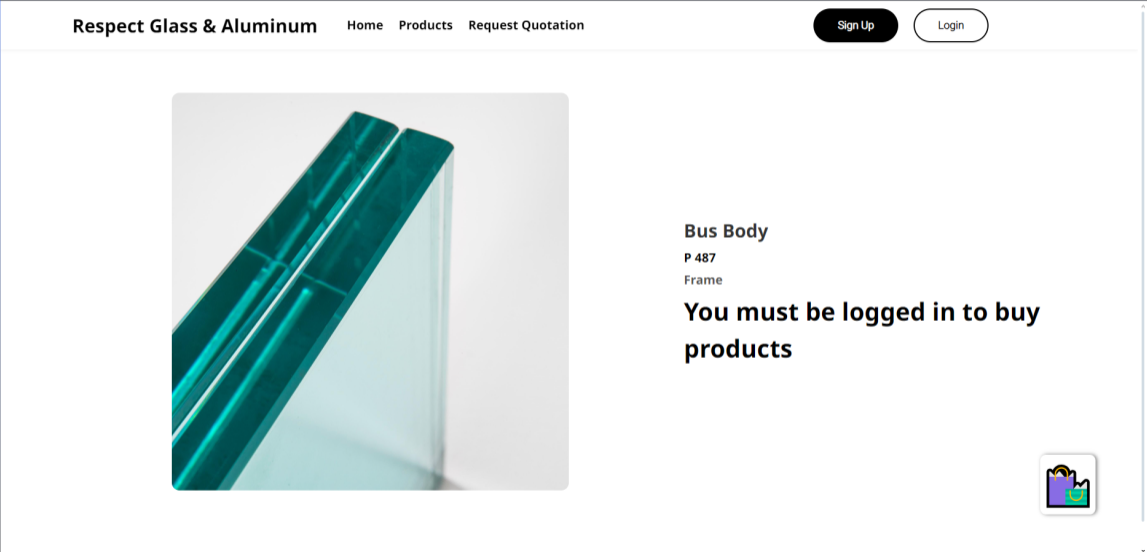 Respect Glass & Aluminum
Home
Products
Request Quotation
Sign Up
Login
Bus Body
P 487
Frame
You must be logged in to buy
products